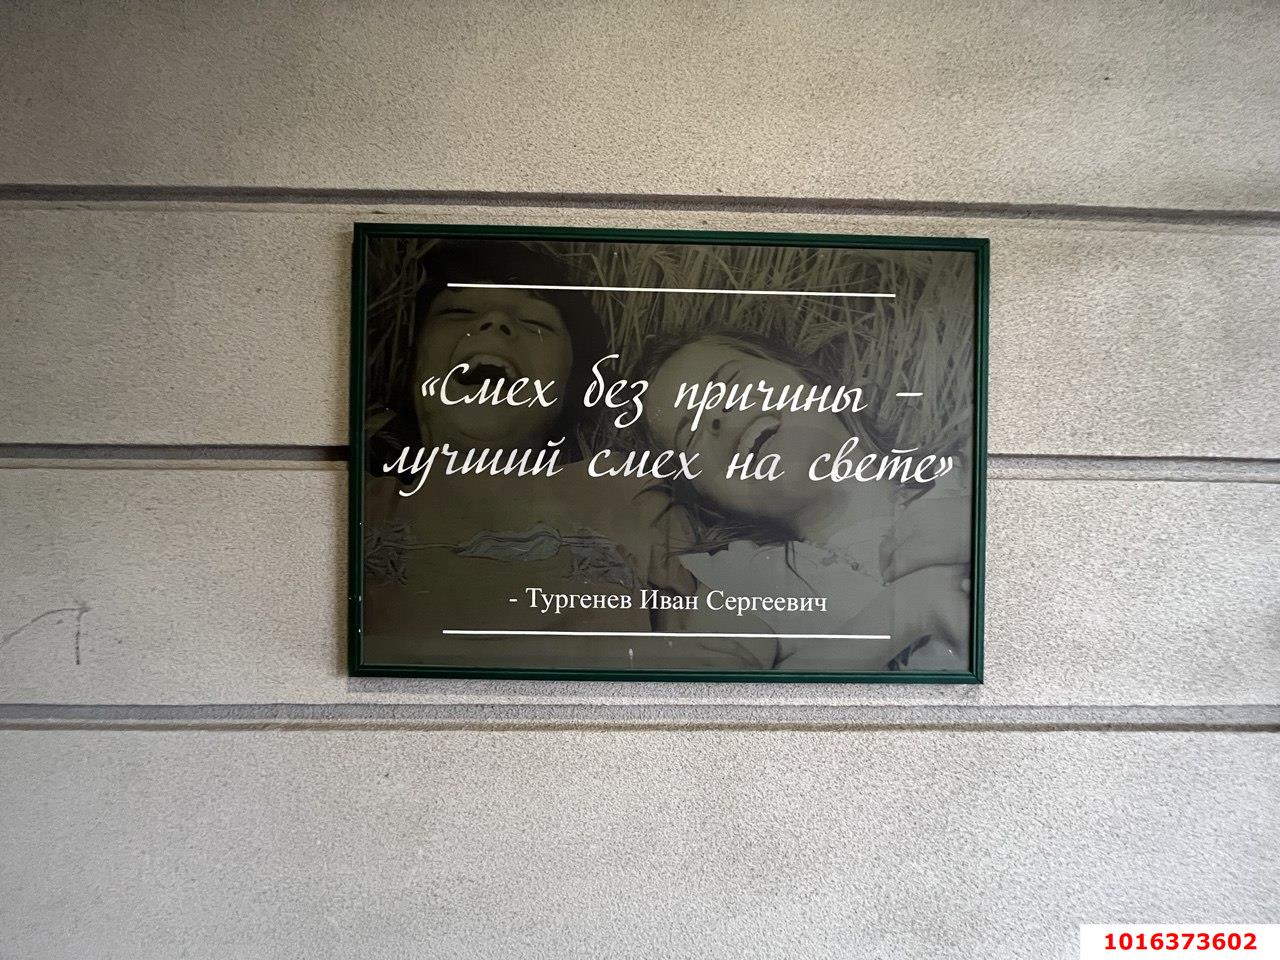 «Смех без причины –
лучший смех на свете»
- Тургенев Иван Сергеевич
1016373602